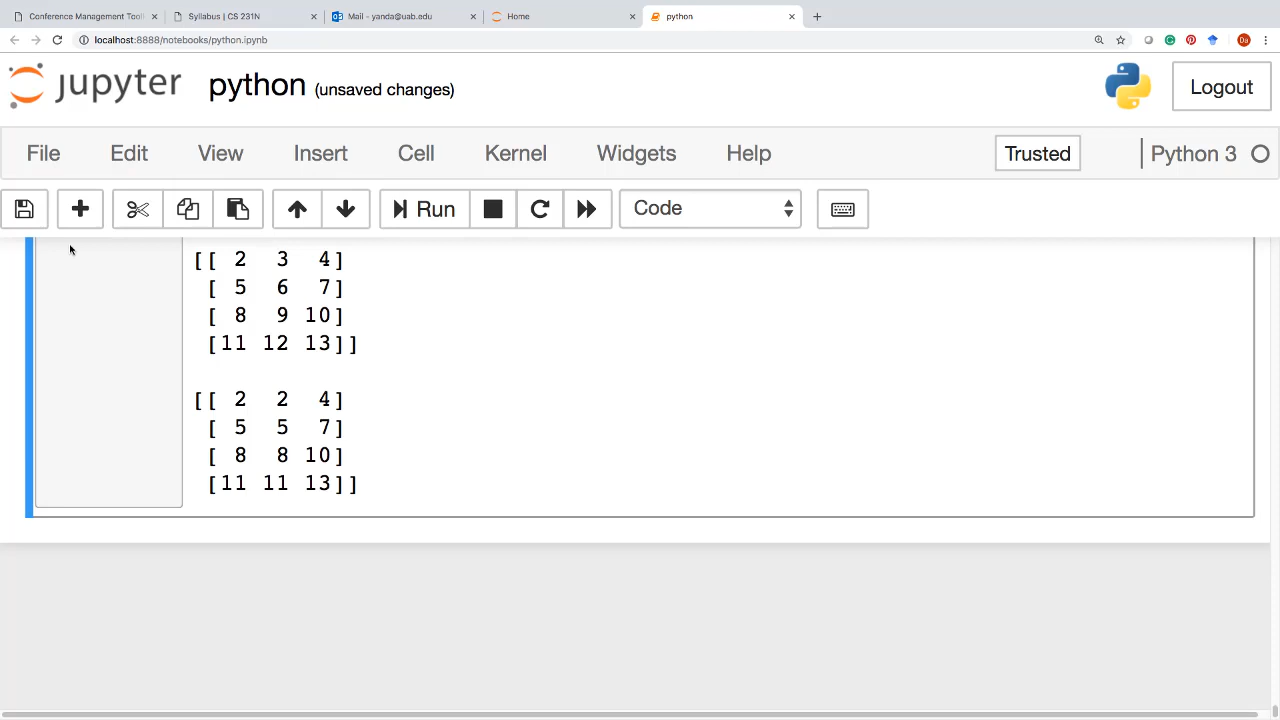 Conference Management Tool
Syllabus | CS 231N
Mail - yanda@uab.edu
Home
python
localhost:8888/notebooks/python.ipynb
Da
jupyter python (unsaved changes)
Logout
File Edit View Insert Cell Kernel Widgets Help
Trusted
Python 3
Run
Code
[[ 2 3 4]
[ 5 6 7]
[ 8 9 10]
[11 12 13]]
[[ 2 2 4]
[ 5 5 7]
[ 8 8 10]
[11 11 13]]